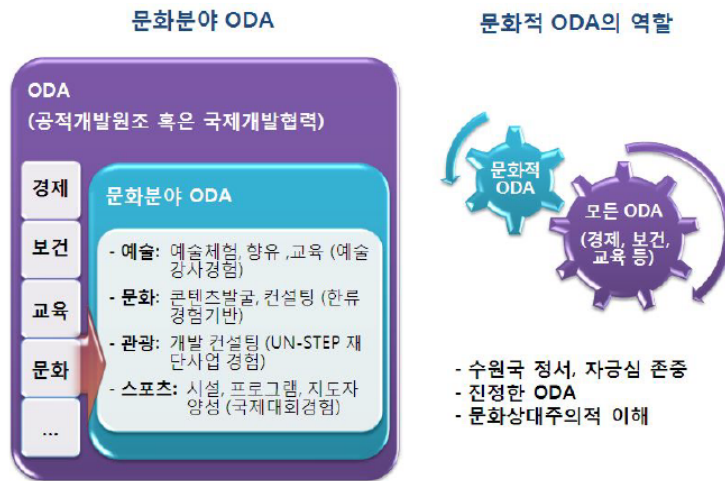 문화분야 ODA
ODA
(공적개발원조 혹은 국제개발협력)
경제
보건
교육
문화
...
문화분야 ODA
- 예술: 예술체험, 향유 ,교육 (예술
강사경험)
- 문화: 콘텐츠발굴, 컨설팅 (한류
경험기반)
- 관광: 개발 컨설팅 (UN-STEP 재
단사업 경험)
- 스포츠: 시설, 프로그램, 지도자
양성 (국제대회경험)
문화적 ODA의 역할
문화적
ODA
모든 ODA
(경제, 보건,
교육 등)
- 수원국 정서, 자긍심 존중
- 진정한 ODA
- 문화상대주의적 이해